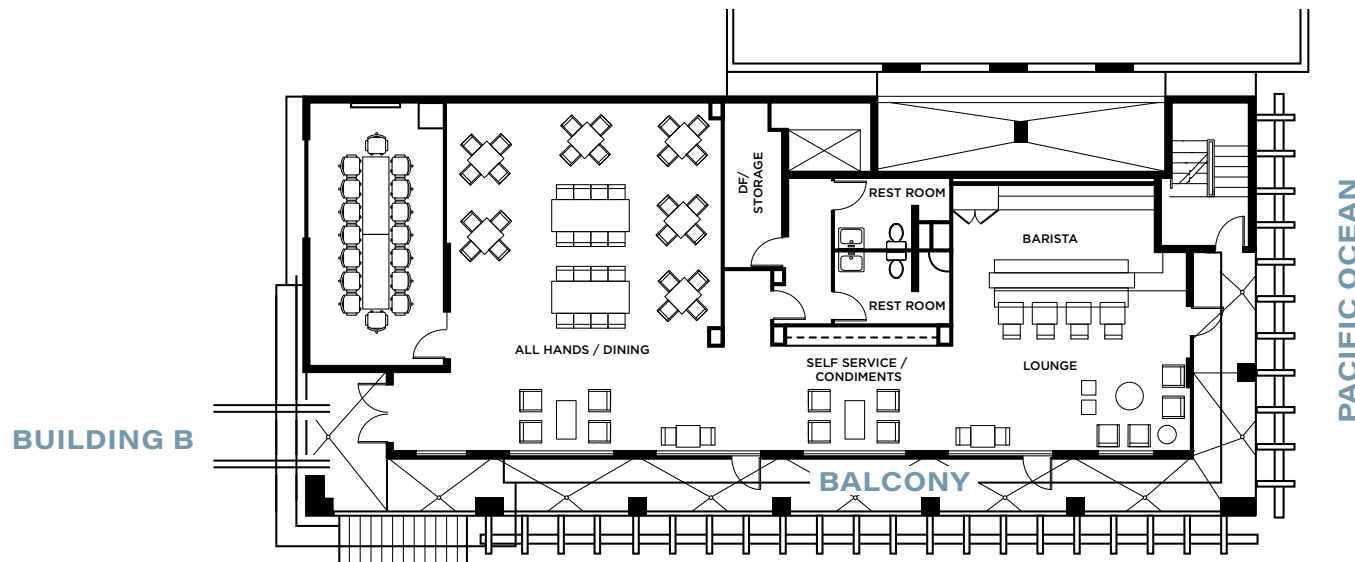 DF/
STORAGE
REST ROOM
BARISTA
REST ROOM
ALL HANDS / DINING
SELF SERVICE /
CONDIMENTS
LOUNGE
PACIFIC OCEAN
BUILDING B
BALCONY